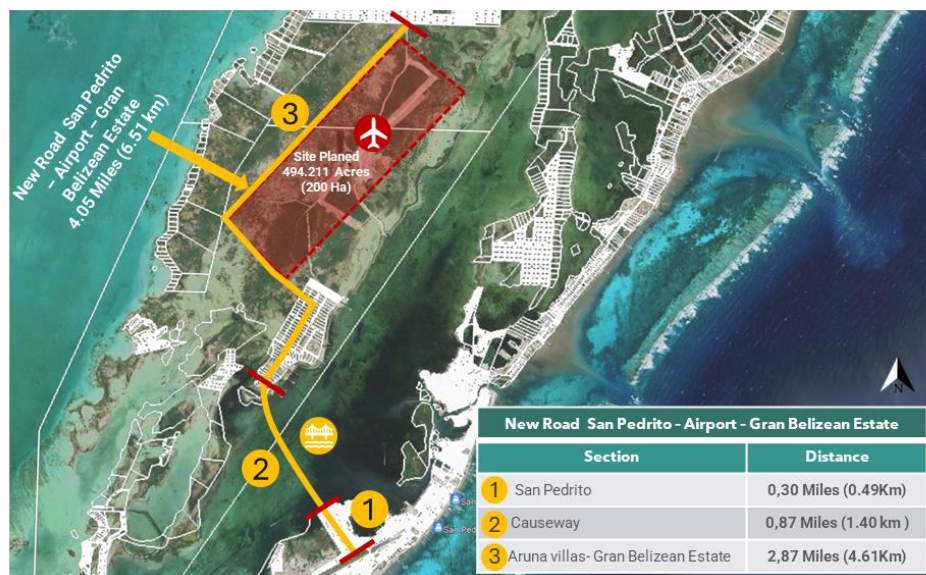 New Road San Pedrito
– Airport – Gran
Belizean Estate
4.05 Miles (6.51 km)
3
Site Planed
494.211 Acres
(200 Ha)
2
1
San Ped
N
New Road San Pedrito – Airport – Gran Belizean Estate
Section Distance
1 San Pedrito 0,30 Miles (0.49Km)
2 Causeway 0,87 Miles (1.40 km )
3 Aruna villas- Gran Belizean Estate 2,87 Miles (4.61Km)